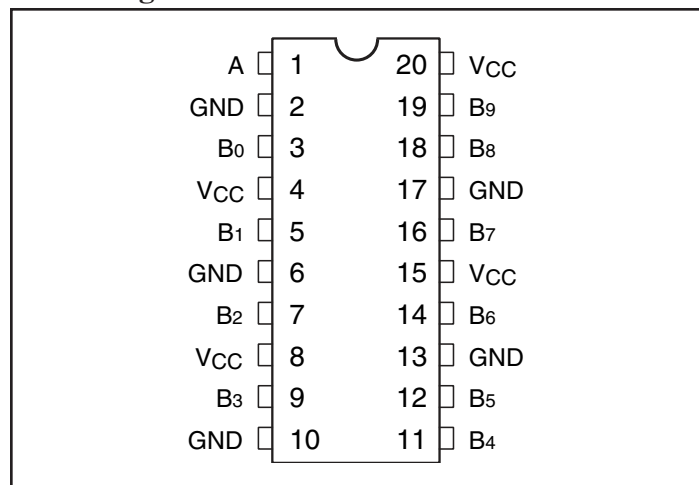 A 1 20 VCC
GND 2 19 B9
B0 3 18 B8
VCC 4 17 GND
B1 5 16 B7
GND 6 15 VCC
B2 7 14 B6
VCC 8 13 GND
B3 9 12 B5
GND 10 11 B4